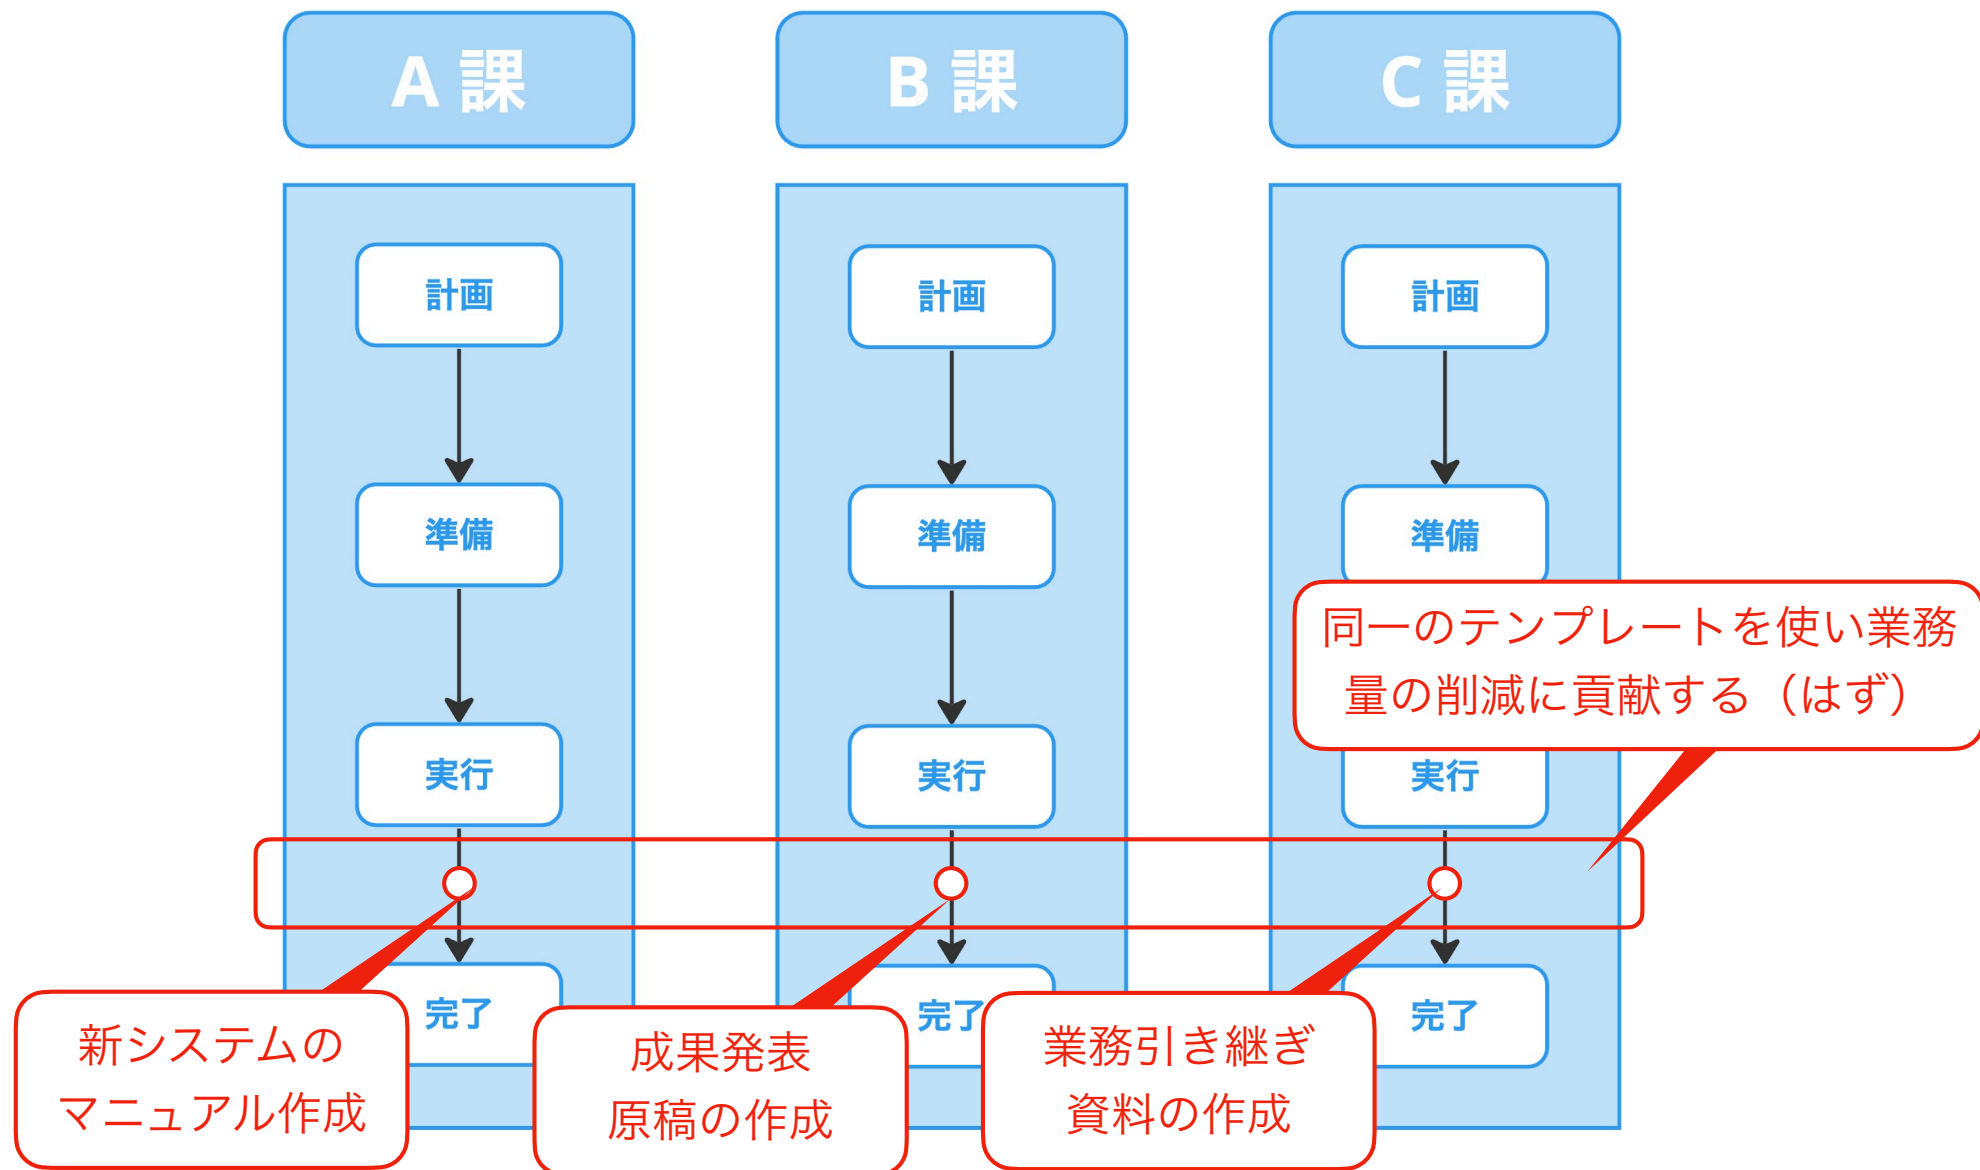 A 課
B 課
C 課
計画
計画
計画
準備
準備
準備
同一のテンプレートを使い業務
量の削減に貢献する（はず）
実行
実行
実行
完了
完了
完了
新システムの
マニュアル作成
成果発表
原稿の作成
業務引き継ぎ
資料の作成